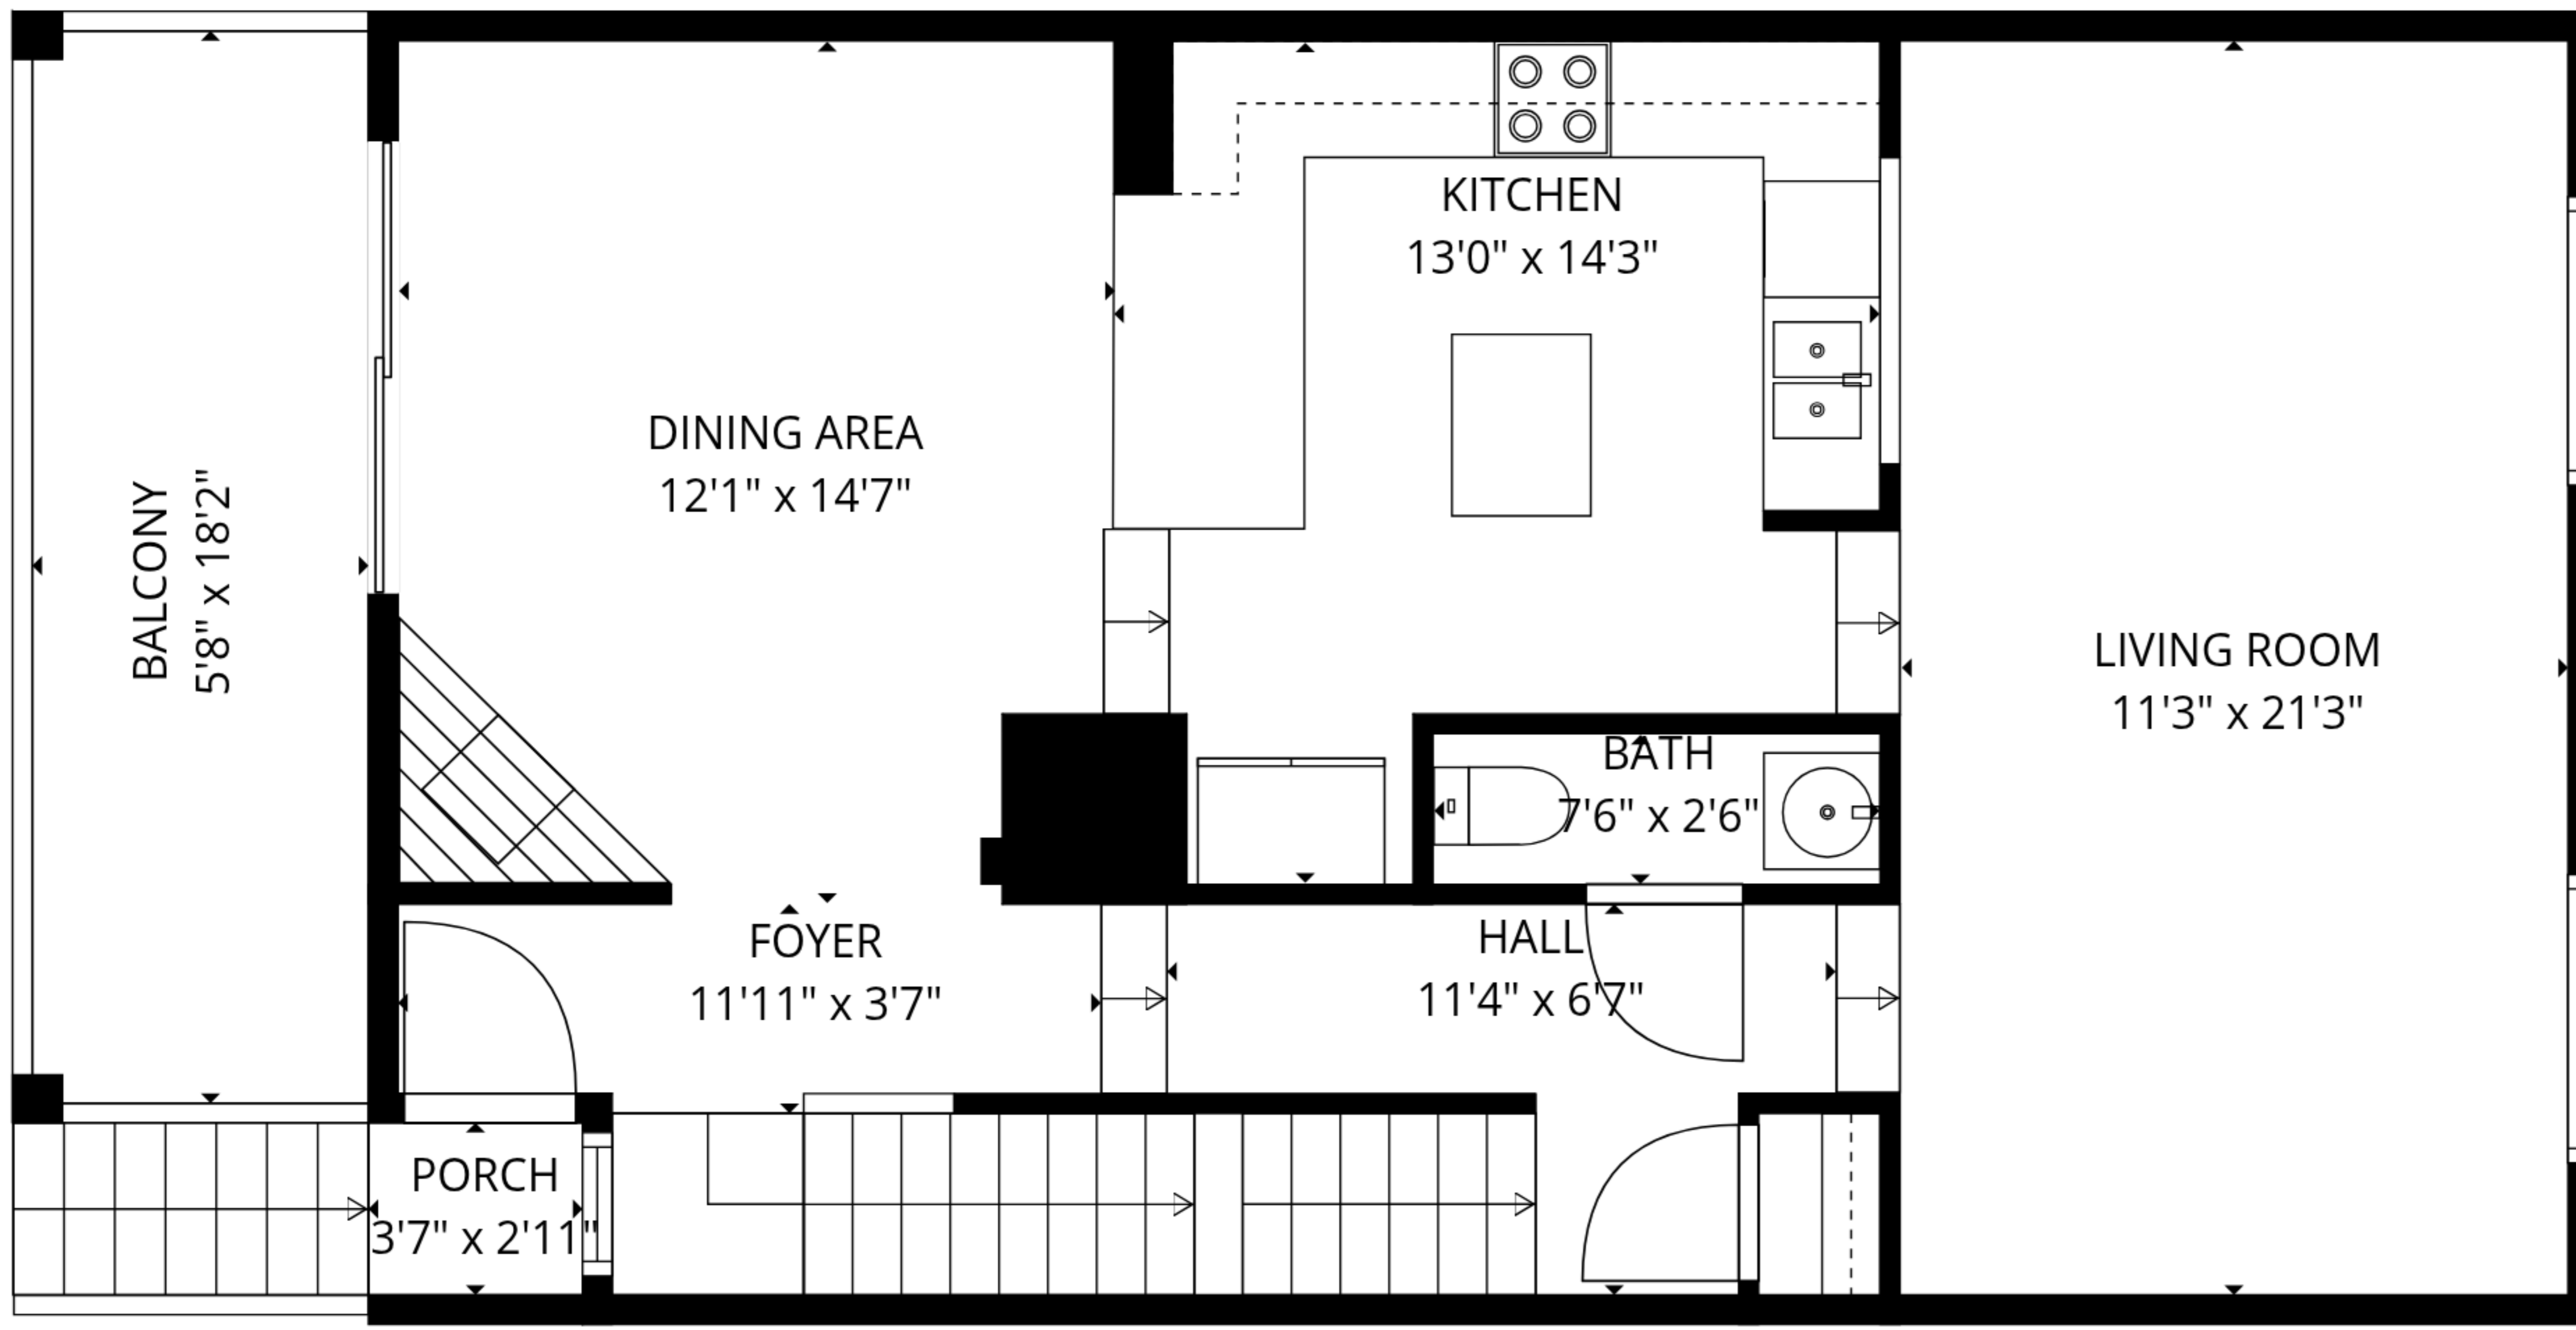 BALCONY
5'8" x 18'2"
DINING AREA
12'1" x 14'7"
KITCHEN
13'0" x 14'3"
LIVING ROOM
11'3" x 21'3"
BATH
7'6" x 2'6"
FOYER
11'11" x 3'7"
HALL
11'4" x 6'7"
PORCH
3'7" x 2'11"